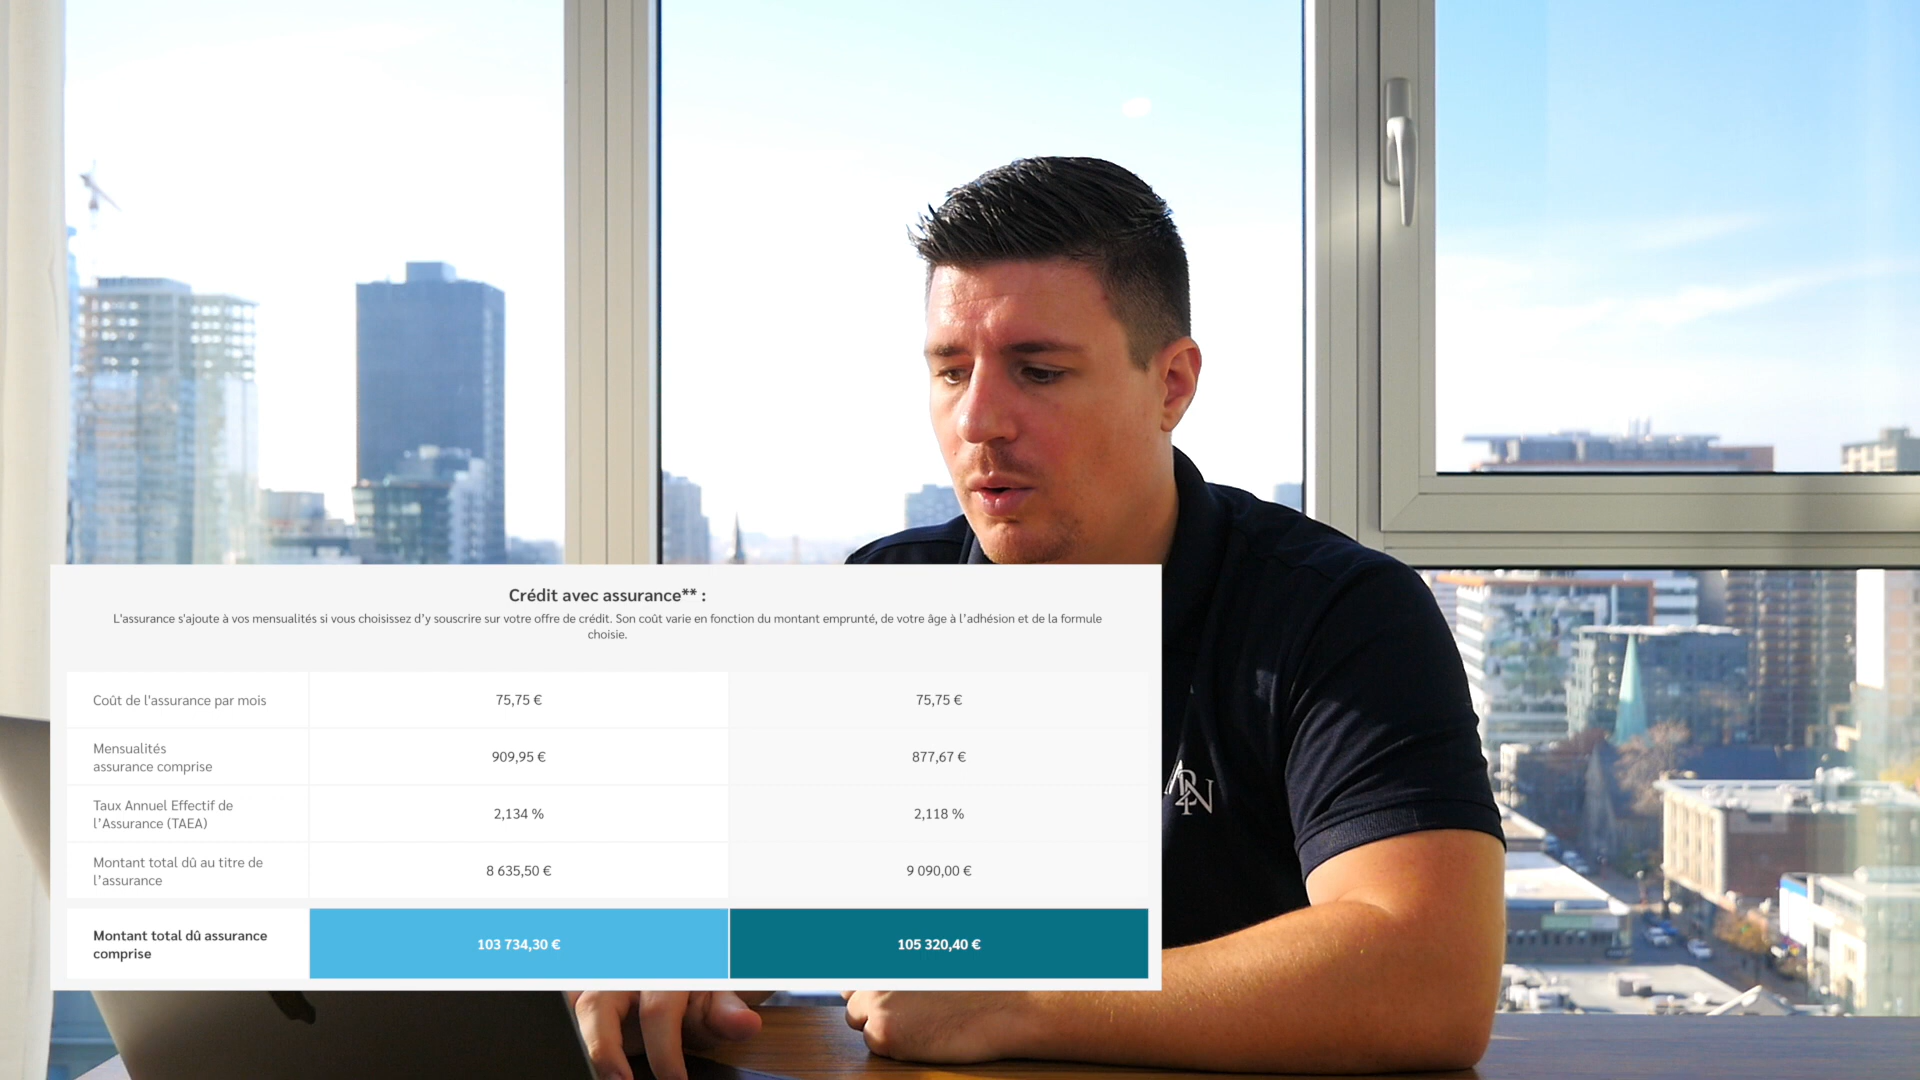 Crédit avec assurance** :
L'assurance s'ajoute à vos mensualités si vous choisissez d'y souscrire sur votre offre de crédit. Son coût varie en fonction du montant emprunté, de votre âge à l'adhésion et de la formule
choisie.
Coût de l'assurance par mois 75,75 € 75,75 €
Mensualités
assurance comprise 909,95 € 877,67 €
Taux Annuel Effectif de
l'Assurance (TAEA) 2,134 % 2,118 %
Montant total dû au titre de
l'assurance 8 635,50 € 9 090,00 €
Montant total dû assurance
comprise 103 734,30 € 105 320,40 €